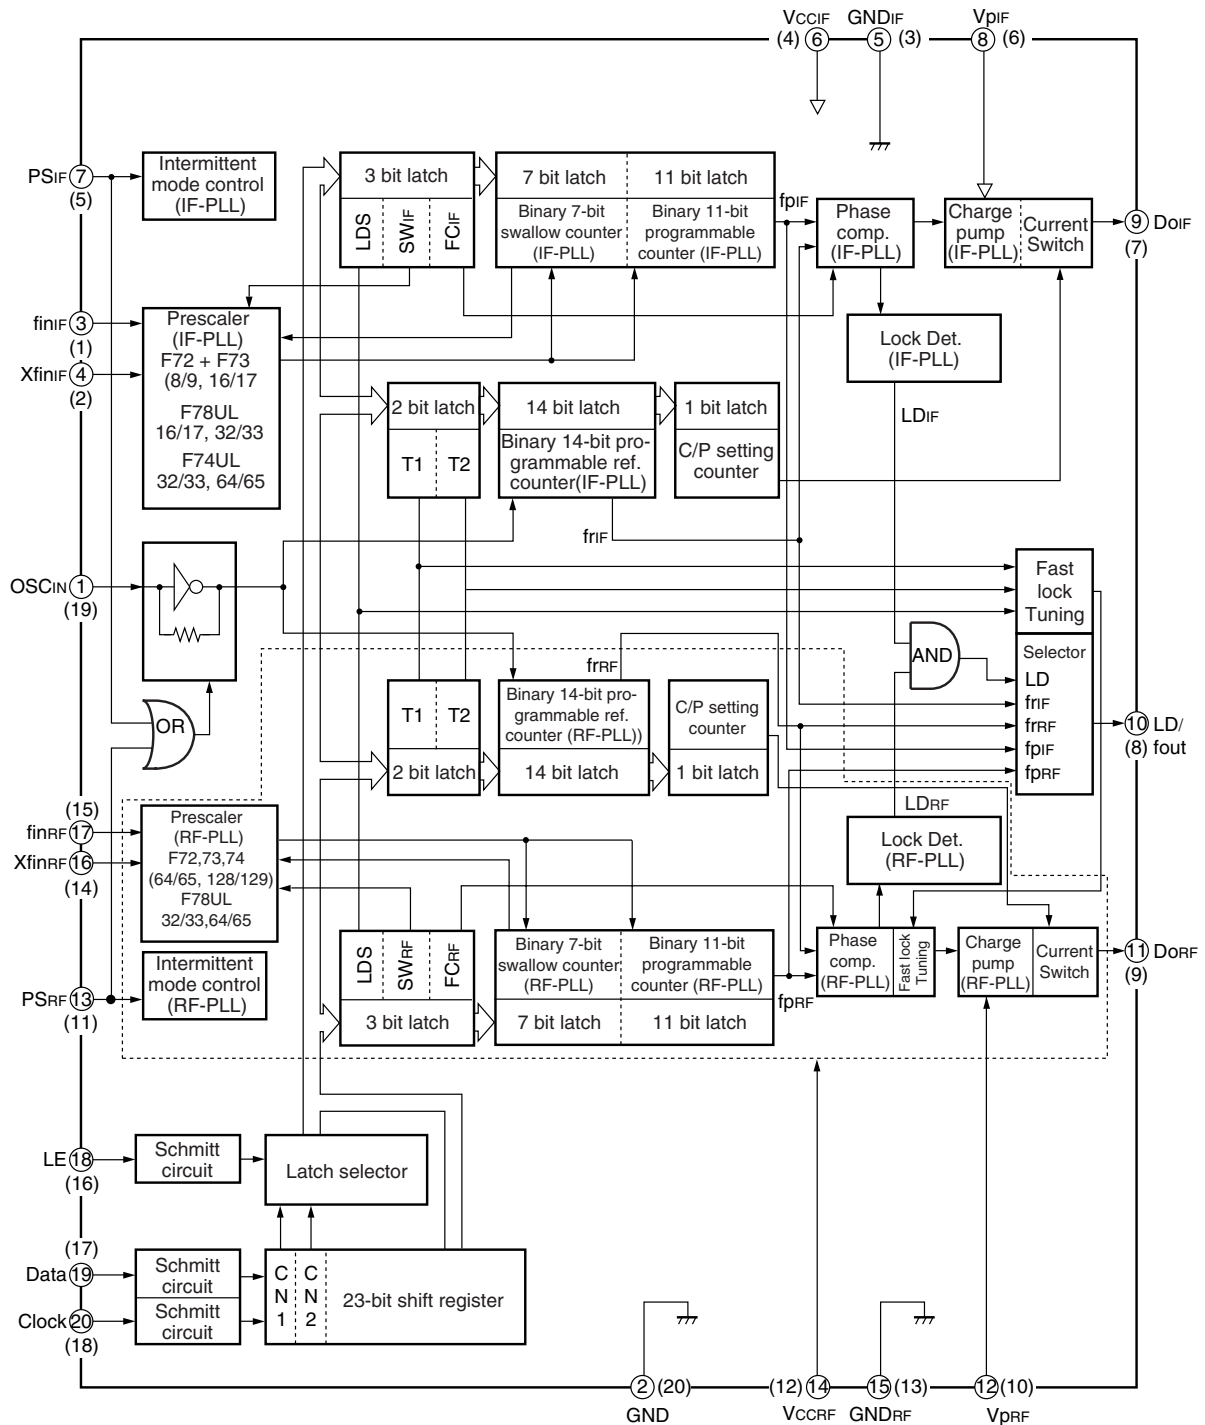 VCCIF
(4) 6
GNDIF
5 (3)
VpIF
8 (6)
PSIF 7
(5)
Intermittent
mode control
(IF-PLL)
3 bit latch
LDS
SWIF
FCIF
7 bit latch
11 bit latch
Binary 7-bit
swallow counter
(IF-PLL)
Binary 11-bit
programmable
counter (IF-PLL)
fpIF
Phase
comp.
(IF-PLL)
Charge
pump
(IF-PLL)
Current
Switch
9 DoIF
(7)
finIF 3
(1)
XfinIF 4
(2)
Prescaler
(IF-PLL)
F72 + F73
(8/9, 16/17
F78UL
16/17, 32/33
F74UL
32/33, 64/65
Lock Det.
(IF-PLL)
LDIF
2 bit latch
T1
T2
14 bit latch
Binary 14-bit pro-
grammable ref.
counter(IF-PLL)
1 bit latch
C/P setting
counter
frIF
OSCIN 1
(19)
Fast
lock
Tuning
OR
AND
Selector
LD
frIF
frRF
fpIF
fpRF
10 LD/
(8) fout
frRF
T1
T2
2 bit latch
Binary 14-bit pro-
grammable ref.
counter (RF-PLL))
14 bit latch
C/P setting
counter
1 bit latch
(15)
finRF 17
XfinRF 16
(14)
Prescaler
(RF-PLL)
F72,73,74
(64/65, 128/129)
F78UL
32/33,64/65
LDRF
Lock Det.
(RF-PLL)
PSRF 13
(11)
Intermittent
mode control
(RF-PLL)
LDS
SWRF
FCRF
3 bit latch
Binary 7-bit
swallow counter
(RF-PLL)
Binary 11-bit
programmable
counter (RF-PLL)
7 bit latch
11 bit latch
fpRF
Phase
comp.
(RF-PLL)
Fast lock
Tuning
Charge
pump
(RF-PLL)
Current
Switch
11 DoRF
(9)
LE 18
(16)
Schmitt
circuit
Latch selector
(17)
Data 19
Clock 20
(18)
Schmitt
circuit
Schmitt
circuit
C
N
1
C
N
2
23-bit shift register
2 (20)
GND
(12) 14
VCCRF
15 (13)
GNDRF
12 (10)
VpRF